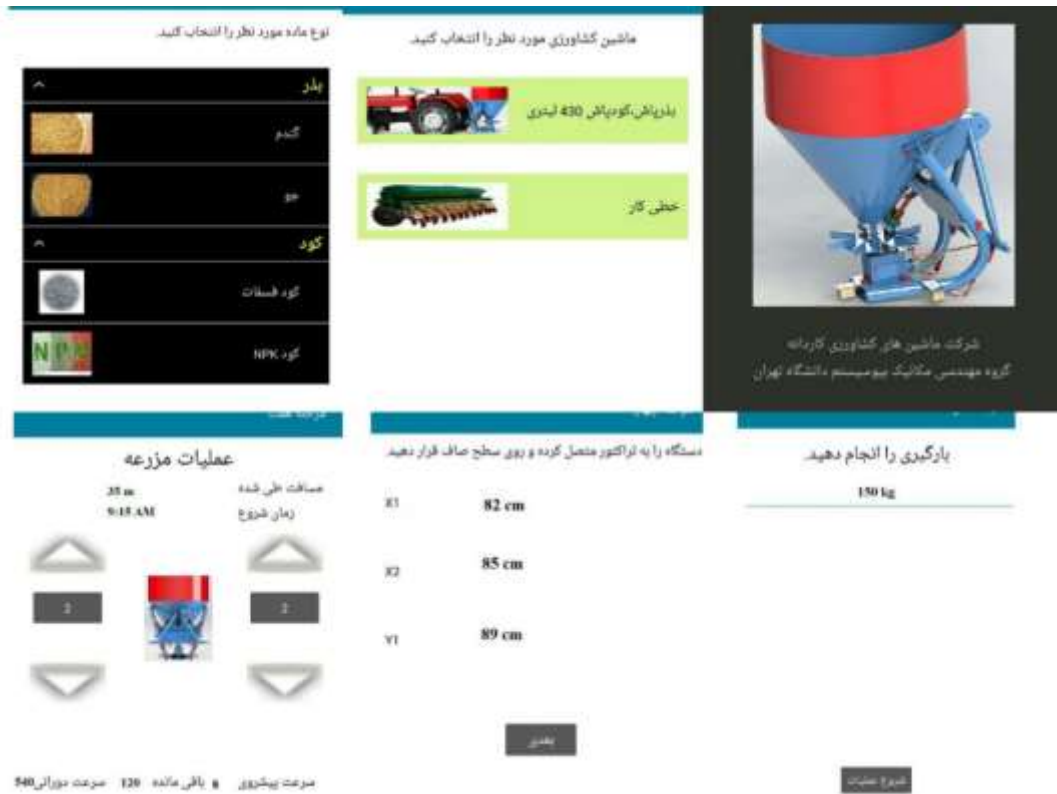 نوع ماده مورد نظر را انتخاب کنید.
بذر
گندم
جو
کود
کود فسفات
کود NPK
ماشین کشاورزی مورد نظر را انتخاب کنید.
بذرپاش،کودپاش 430 لیتری
خطی کار
شرکت ماشین های کشاورزی کاردانه
گروه مهندسی مکانیک بیوسیستم دانشگاه تهران
عملیات مزرعه
مسافت طی شده 35 m
زمان شروع 9:15 AM
2
2
سرعت پیشروی 8 باقی مانده 120 سرعت دورانی 540
دستگاه را به تراکتور متصل کرده و روی سطح صاف قرار دهید.
X1 82 cm
X2 85 cm
Y1 89 cm
بعدی
بارگیری را انجام دهید.
150 kg
شروع عملیات